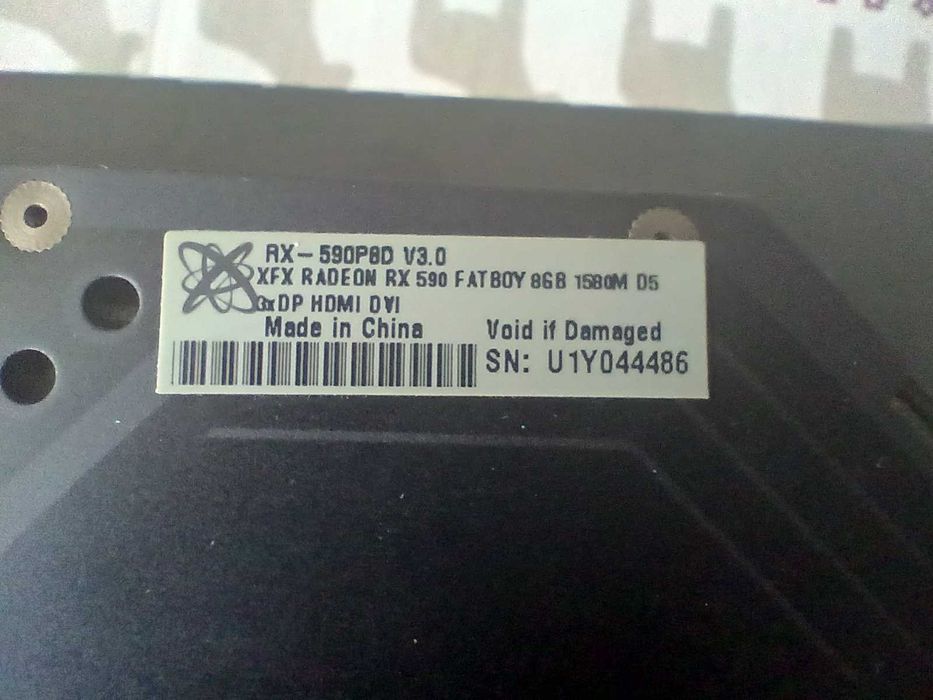 RX-590P8D V3.0
XFX RADEON RX 590 FATBOY 8GB 1580M D5
3xDP HDMI DVI
Made in China Void if Damaged
SN: U1Y044486